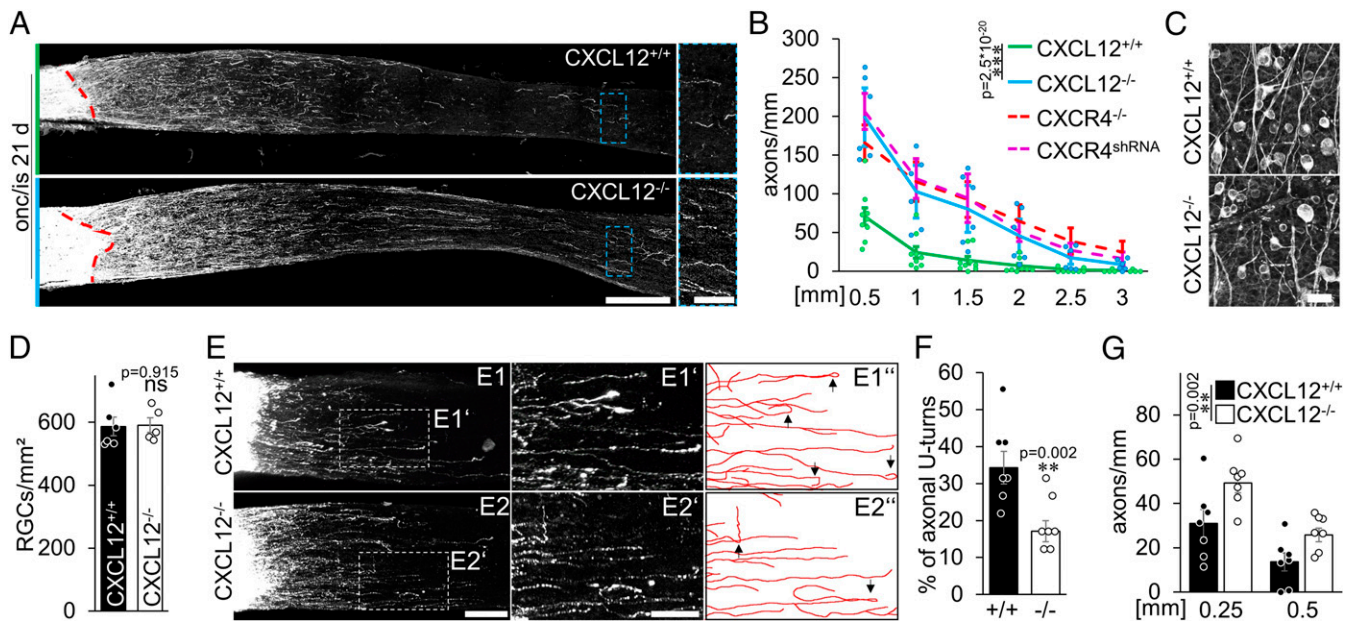 A
CXCL12+/+
CXCL12-/-
onc/is 21 d
B
300
250
200
150
100
50
0
axons/mm
[mm] 0.5 1 1.5 2 2.5 3
p=2.5*10-20
***
CXCL12+/+
CXCL12-/-
CXCR4-/-
CXCR4shRNA
C
CXCL12+/+
CXCL12-/-
D
p=0.915
ns
600
400
200
0
RGCs/mm²
CXCL12+/+
CXCL12-/-
E
CXCL12+/+
E1
E1‘
E1‘
E1“
CXCL12-/-
E2
E2‘
E2‘
E2“
F
60
50
40
30
20
10
0
% of axonal U-turns
p=0.002
**
+/+ -/-
G
p=0.002
**
CXCL12+/+
CXCL12-/-
80
60
40
20
0
axons/mm
[mm] 0.25 0.5